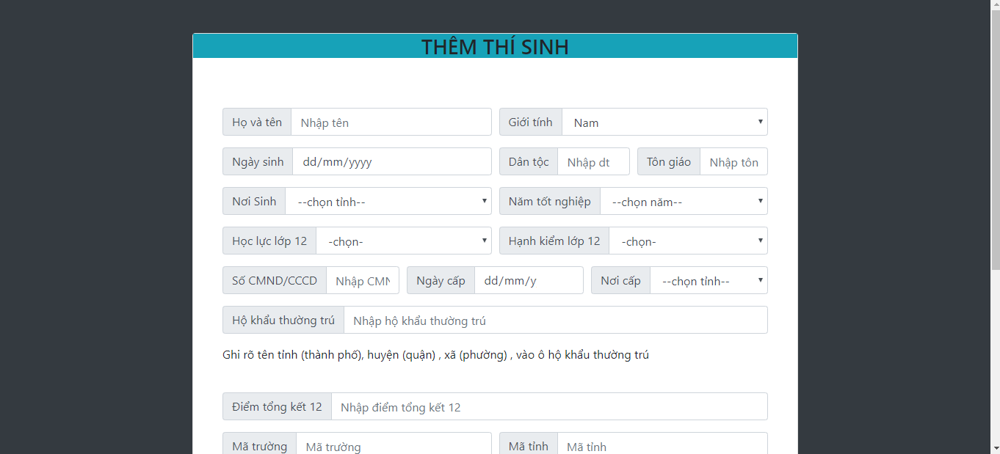 THÊM THÍ SINH
Họ và tên Nhập tên Giới tính Nam
Ngày sinh dd/mm/yyyy Dân tộc Nhập dt Tôn giáo Nhập tôn
Nơi Sinh --chọn tỉnh-- Năm tốt nghiệp --chọn năm--
Học lực lớp 12 -chọn- Hạnh kiểm lớp 12 -chọn-
Số CMND/CCCD Nhập CMN Ngày cấp dd/mm/y Nơi cấp --chọn tỉnh--
Hộ khẩu thường trú Nhập hộ khẩu thường trú
Ghi rõ tên tỉnh (thành phố), huyện (quận) , xã (phường) , vào ô hộ khẩu thường trú
Điểm tổng kết 12 Nhập điểm tổng kết 12
Mã trường Mã trường Mã tỉnh Mã tỉnh